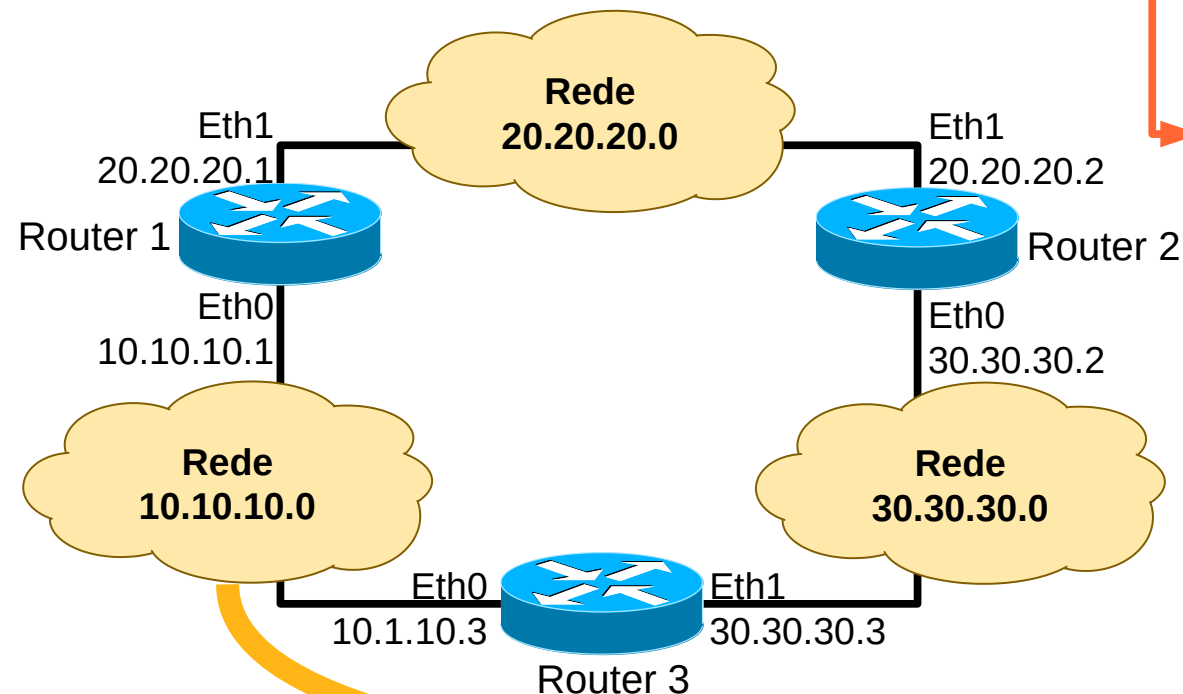 Rede
20.20.20.0
Eth1
20.20.20.1
Router 1
Eth0
10.10.10.1
Eth1
20.20.20.2
Router 2
Eth0
30.30.30.2
Rede
10.10.10.0
Rede
30.30.30.0
Eth0
10.1.10.3
Eth1
30.30.30.3
Router 3